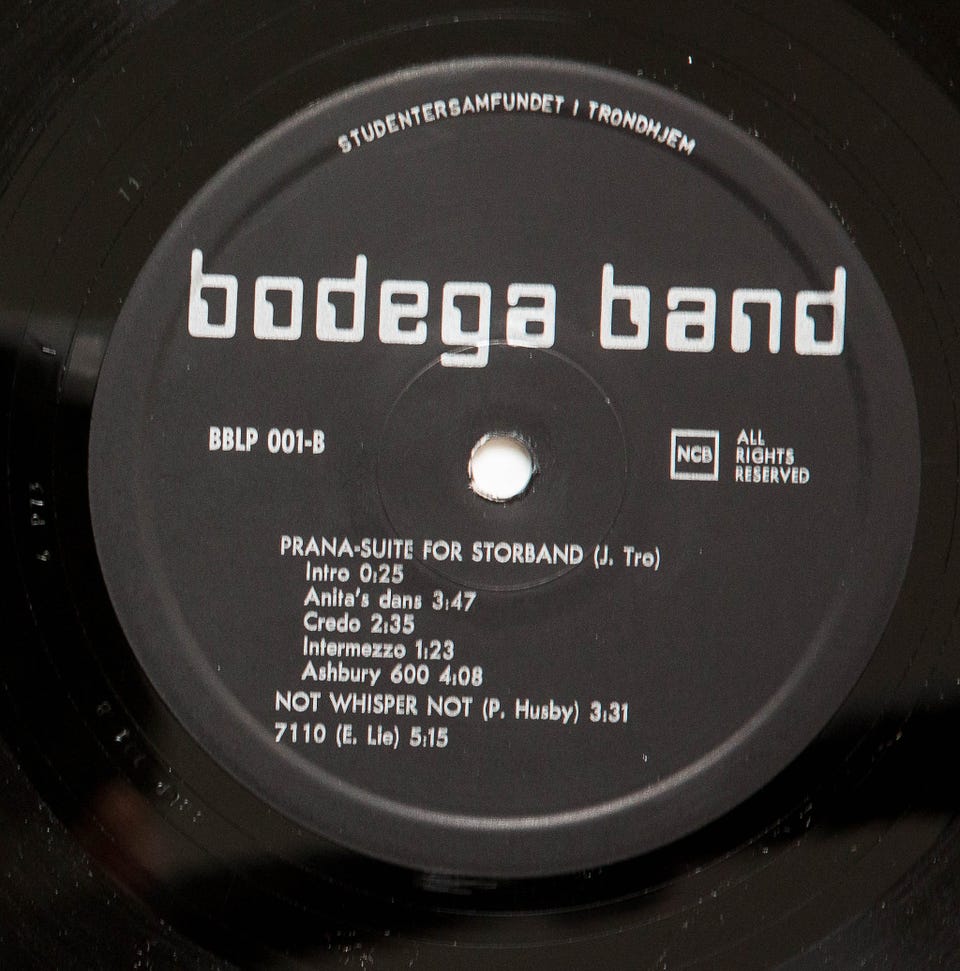 STUDENTERSAMFUNDET I TRONDHJEM
bodega band
BBLP 001-B
NCB
ALL
RIGHTS
RESERVED
PRANA-SUITE FOR STORBAND (J. Tro)
Intro 0:25
Anita's dans 3:47
Credo 2:35
Intermezzo 1:23
Ashbury 600 4:08
NOT WHISPER NOT (P. Husby) 3:31
7110 (E. Lie) 5:15